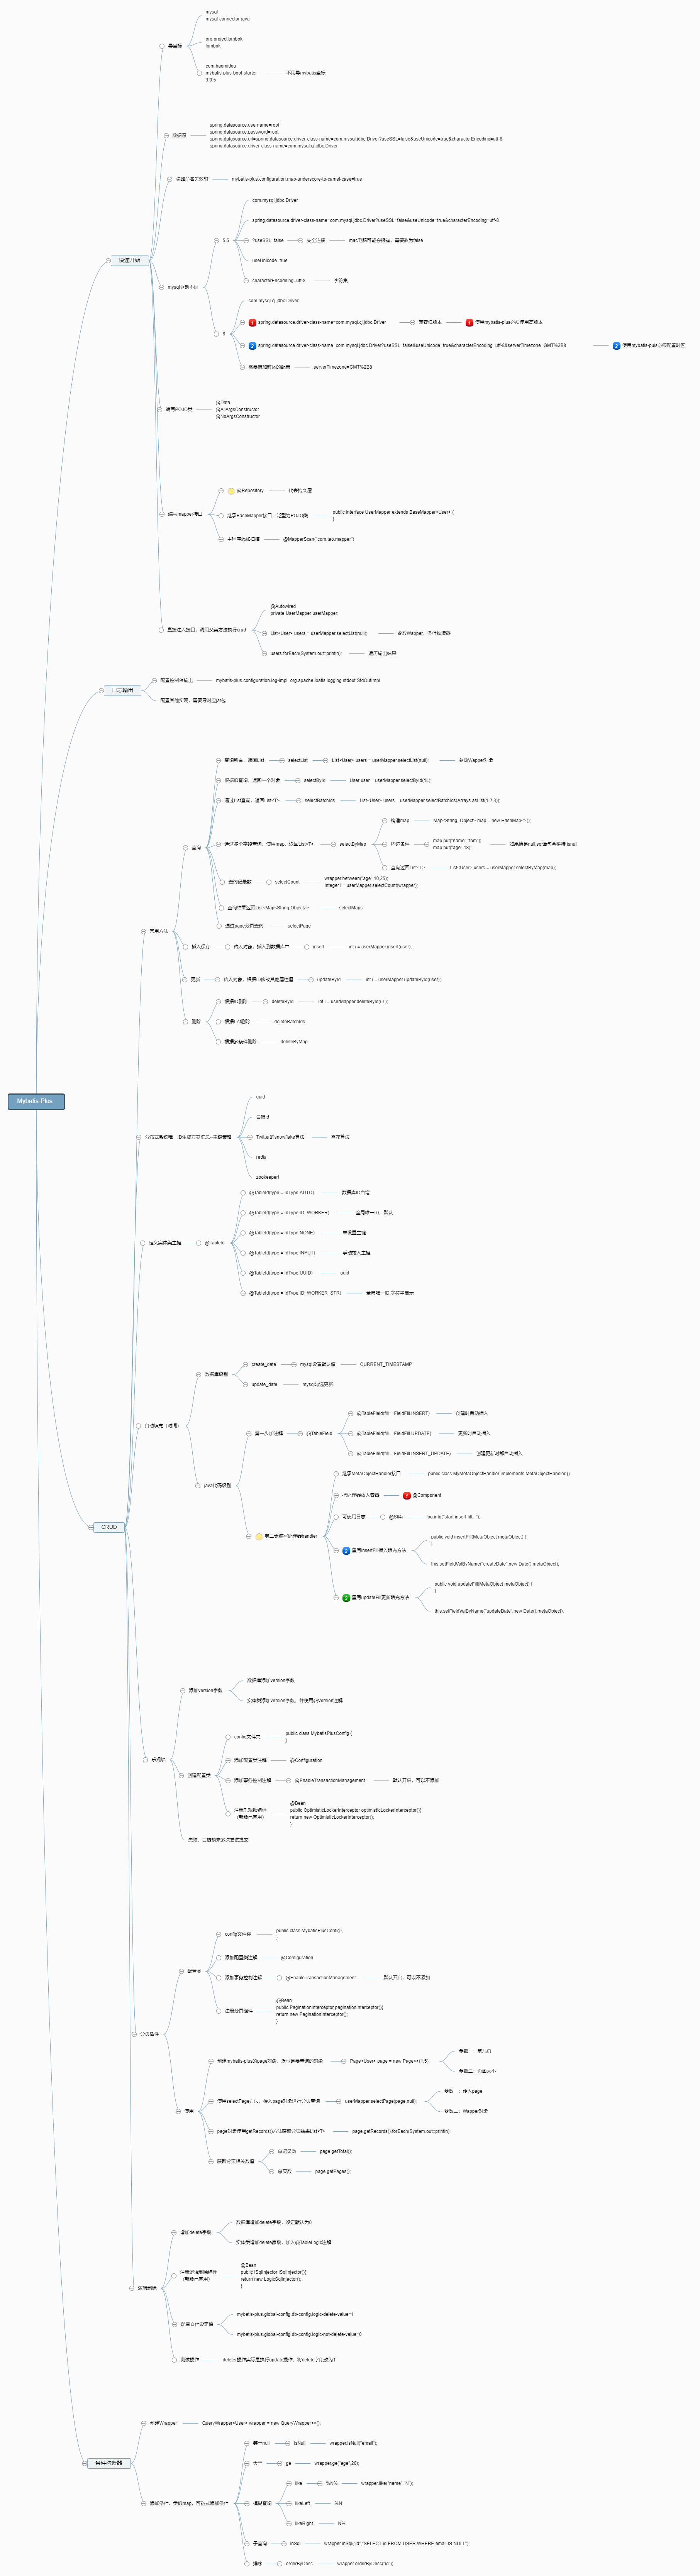 Mybatis-Plus
快速开始
导坐标
mysql
mysql-connector-java
org.projectlombok
lombok
com.baomidou
mybatis-plus-boot-starter
3.0.5
不用导mybatis坐标
数据源
spring.datasource.username=root
spring.datasource.password=root
spring.datasource.url=spring.datasource.driver-class-name=com.mysql.jdbc.Driver?useSSL=false&useUnicode=true&characterEncoding=utf-8
spring.datasource.driver-class-name=com.mysql.cj.jdbc.Driver
驼峰命名失效时
mybatis-plus.configuration.map-underscore-to-camel-case=true
mysql驱动不同
5.5
com.mysql.jdbc.Driver
spring.datasource.driver-class-name=com.mysql.jdbc.Driver?useSSL=false&useUnicode=true&characterEncoding=utf-8
?useSSL=false
安全连接
mac电脑可能会报错，需要改为false
useUnicode=true
characterEncodeing=utf-8
字符集
8
com.mysql.cj.jdbc.Driver
1
spring.datasource.driver-class-name=com.mysql.cj.jdbc.Driver
兼容低版本
1
使用mybatis-plus必须使用高版本
2
spring.datasource.driver-class-name=com.mysql.jdbc.Driver?useSSL=false&useUnicode=true&characterEncoding=utf-8&serverTimezone=GMT%2B8
2
使用mybatis-puls必须配置时区
需要增加时区的配置
serverTimezone=GMT%2B8
编写POJO类
@Data
@AllArgsConstructor
@NoArgsConstructor
编写mapper接口
@Repository
代表持久层
继承BaseMapper接口，泛型为POJO类
public interface UserMapper extends BaseMapper<User> {
}
主程序添加扫描
@MapperScan("com.tao.mapper")
直接注入接口，调用父类方法执行crud
@Autowired
private UserMapper userMapper;
List<User> users = userMapper.selectList(null);
参数Wrapper，条件构造器
users.forEach(System.out::println);
遍历输出结果
日志输出
配置控制台输出
mybatis-plus.configuration.log-impl=org.apache.ibatis.logging.stdout.StdOutImpl
配置其他实现，需要导对应jar包
CRUD
常用方法
查询
查询所有，返回List
selectList
List<User> users = userMapper.selectList(null);
参数Wapper对象
根据ID查询，返回一个对象
selectById
User user = userMapper.selectById(1L);
通过List查询，返回List<T>
selectBatchIds
List<User> users = userMapper.selectBatchIds(Arrays.asList(1,2,3));
通过多个字段查询，使用map，返回List<T>
selectByMap
构造map
Map<String, Object> map = new HashMap<>();
构造条件
map.put("name","tom");
map.put("age",18);
如果值是null,sql语句会拼接 isnull
查询返回List<T>
List<User> users = userMapper.selectByMap(map);
查询记录数
selectCount
wrapper.between("age",10,25);
Integer i = userMapper.selectCount(wrapper);
查询结果返回List<Map<String,Object>>
selectMaps
通过page分页查询
selectPage
插入保存
传入对象，插入到数据库中
insert
int i = userMapper.insert(user);
更新
传入对象，根据ID修改其他属性值
updateById
int i = userMapper.updateById(user);
删除
根据ID删除
deleteById
int i = userMapper.deleteById(5L);
根据List删除
deleteBatchIds
根据多条件删除
deleteByMap
分布式系统唯一ID生成方案汇总--主键策略
uuid
自增id
Twitter的snowflake算法
雪花算法
redis
zookeeperl
定义实体类主键
@TableId
@TableId(type = IdType.AUTO)
数据库ID自增
@TableId(type = IdType.ID_WORKER)
全局唯一ID，默认
@TableId(type = IdType.NONE)
未设置主键
@TableId(type = IdType.INPUT)
手动输入主键
@TableId(type = IdType.UUID)
uuid
@TableId(type = IdType.ID_WORKER_STR)
全局唯一ID,字符串显示
自动填充（时间）
数据库级别
create_date
mysql设置默认值
CURRENT_TIMESTAMP
update_date
mysql勾选更新
java代码级别
第一步加注解
@TableField
@TableField(fill = FieldFill.INSERT)
创建时自动插入
@TableField(fill = FieldFill.UPDATE)
更新时自动插入
@TableField(fill = FieldFill.INSERT_UPDATE)
创建更新时都自动插入
第二步编写处理器handler
继承MetaObjectHandler接口
public class MyMetaObjectHandler implements MetaObjectHandler {}
把处理器放入容器
1
@Component
可使用日志
@Slf4j
log.info("start insert fill...");
2
重写insertFill插入填充方法
public void insertFill(MetaObject metaObject) {
}
this.setFieldValByName("createDate",new Date(),metaObject);
3
重写updateFill更新填充方法
public void updateFill(MetaObject metaObject) {
}
this.setFieldValByName("updateDate",new Date(),metaObject);
乐观锁
添加version字段
数据库添加version字段
实体类添加version字段，并使用@Version注解
创建配置类
config文件夹
public class MybatisPlusConfig {
}
添加配置类注解
@Configuration
添加事务控制注解
@EnableTransactionManagement
默认开启，可以不添加
注册乐观锁组件
（新版已弃用）
@Bean
public OptimisticLockerInterceptor optimisticLockerInterceptor(){
return new OptimisticLockerInterceptor();
}
失败，自旋锁来多次尝试提交
分页插件
配置类
config文件夹
public class MybatisPlusConfig {
}
添加配置类注解
@Configuration
添加事务控制注解
@EnableTransactionManagement
默认开启，可以不添加
注册分页组件
@Bean
public PaginationInterceptor paginationInterceptor(){
return new PaginationInterceptor();
}
使用
创建mybatis-plus的page对象，泛型是要查询的对象
Page<User> page = new Page<>(1,5);
参数一：第几页
参数二：页面大小
使用selectPage方法，传入page对象进行分页查询
userMapper.selectPage(page,null);
参数一：传入page
参数二：Wapper对象
page对象使用getRecords()方法获取分页结果List<T>
page.getRecords().forEach(System.out::println);
获取分页相关数值
总记录数
page.getTotal();
总页数
page.getPages();
逻辑删除
增加delete字段
数据库增加delete字段，设定默认为0
实体类增加delete家段，加入@TableLogic注解
注册逻辑删除组件
（新版已弃用）
@Bean
public ISqlInjector iSqlInjector(){
return new LogicSqlInjector();
}
配置文件设定值
mybatis-plus.global-config.db-config.logic-delete-value=1
mybatis-plus.global-config.db-config.logic-not-delete-value=0
测试操作
deleter操作实际是执行update操作，将delete字段改为1
条件构造器
创建Wrapper
QueryWrapper<User> wrapper = new QueryWrapper<>();
添加条件，类似map，可链式添加条件
等于null
isNull
wrapper.isNull("email");
大于
ge
wrapper.ge("age",20);
模糊查询
like
%N%
wrapper.like("name","N");
likeLeft
%N
likeRight
N%
子查询
inSql
wrapper.inSql("id","SELECT id FROM USER WHERE email IS NULL");
排序
orderByDesc
wrapper.orderByDesc("id");